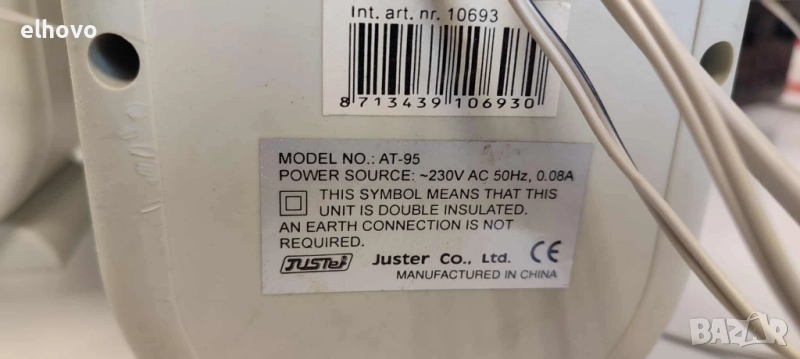 elhovo
Int. art. nr. 10693
8 713439 106930
MODEL NO.: AT-95
POWER SOURCE: ~230V AC 50Hz, 0.08A
THIS SYMBOL MEANS THAT THIS
UNIT IS DOUBLE INSULATED.
AN EARTH CONNECTION IS NOT
REQUIRED.
JUSTer Juster Co., Ltd. CE
MANUFACTURED IN CHINA
BAZAR